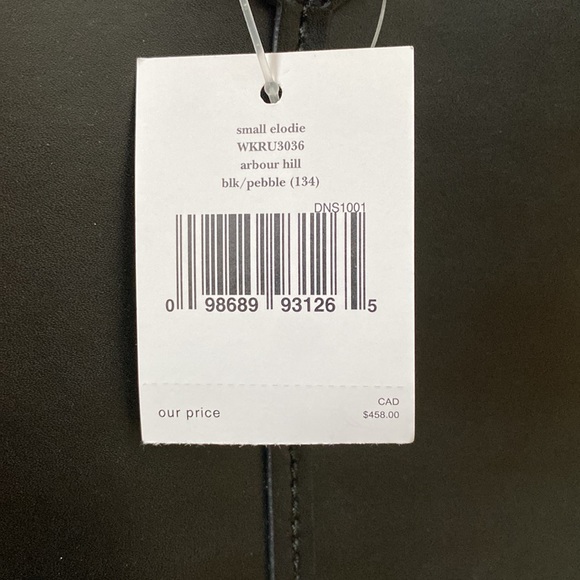 small elodie
WKRU3036
arbour hill
blk/pebble (134)
DNS1001
0 98689 93126 5
our price
CAD
$458.00